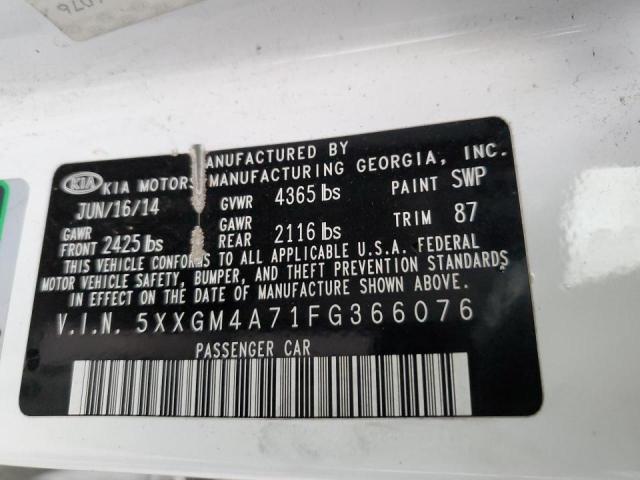 MANUFACTURED BY
KIA KIA MOTORS MANUFACTURING GEORGIA, INC.
JUN/16/14 GVWR 4365 lbs PAINT SWP
GAWR FRONT 2425 lbs GAWR REAR 2116 lbs TRIM 87
THIS VEHICLE CONFORMS TO ALL APPLICABLE U.S.A. FEDERAL
MOTOR VEHICLE SAFETY, BUMPER, AND THEFT PREVENTION STANDARDS
IN EFFECT ON THE DATE OF MANUFACTURE SHOWN ABOVE.
V.I.N. 5XXGM4A71FG366076
PASSENGER CAR